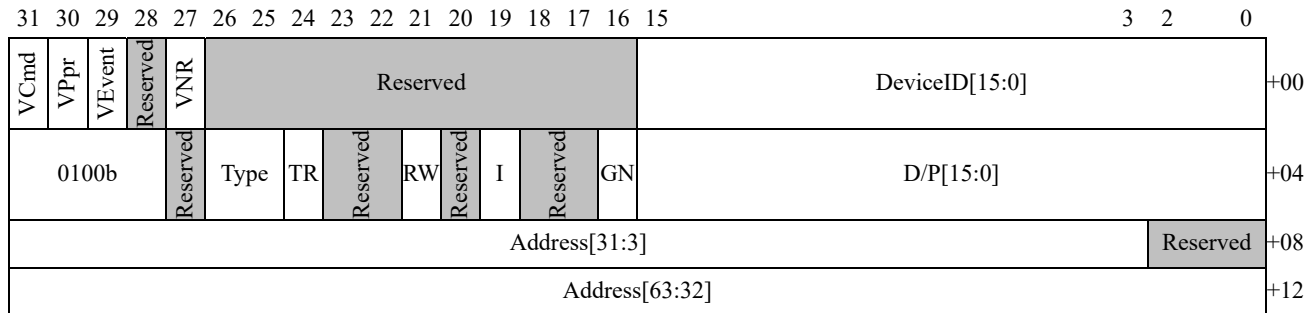 31 30 29 28 27 26 25 24 23 22 21 20 19 18 17 16 15 3 2 0
VCmd VPpr VEvent Reserved VNR Reserved DeviceID[15:0] +00
0100b Reserved Type TR Reserved RW Reserved I Reserved GN D/P[15:0] +04
Address[31:3] Reserved +08
Address[63:32] +12